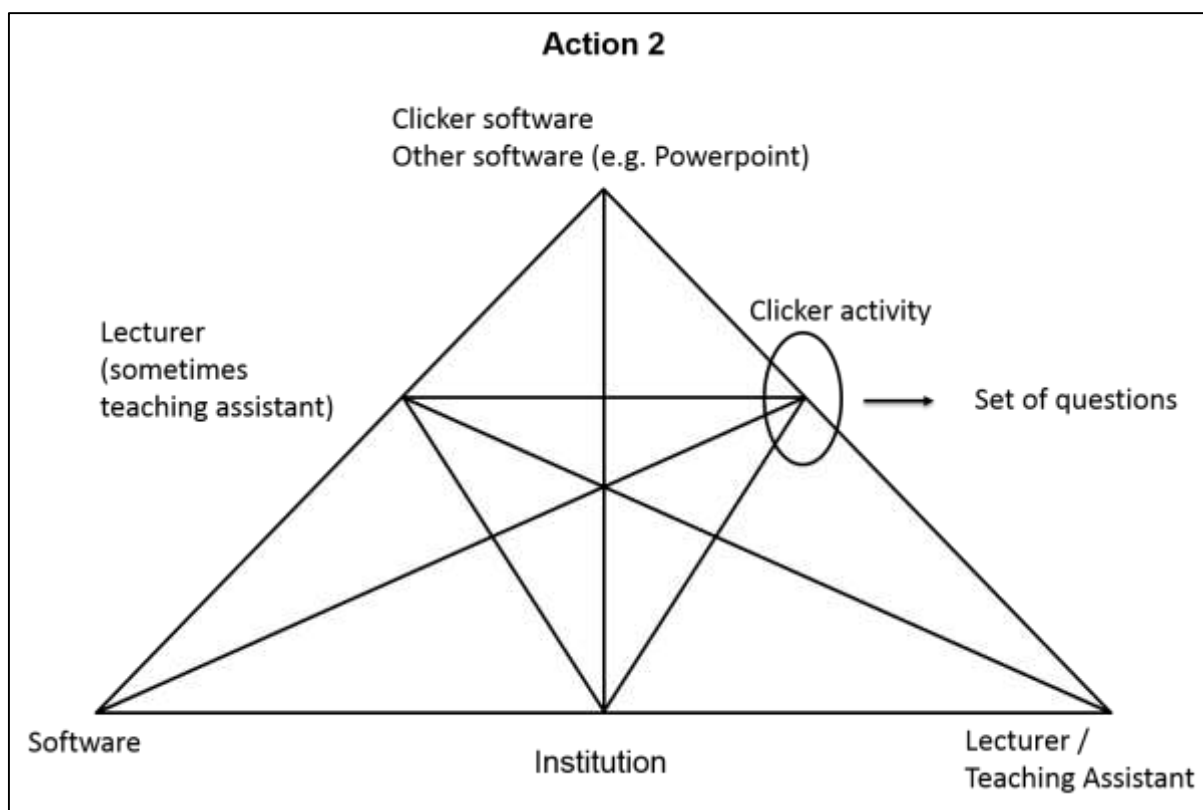 Action 2
Clicker software
Other software (e.g. Powerpoint)
Clicker activity
Lecturer
(sometimes
teaching assistant)
Set of questions
Software
Institution
Lecturer /
Teaching Assistant